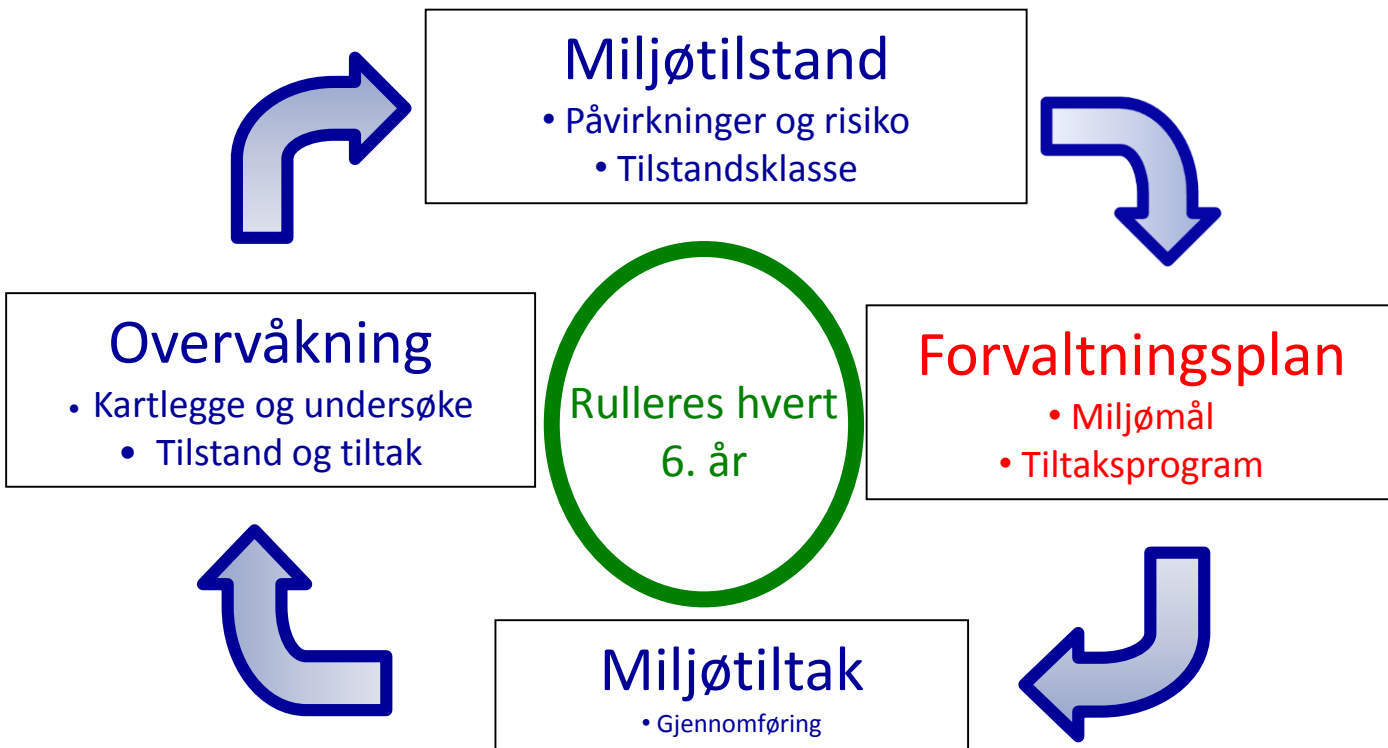 Miljøtilstand
• Påvirkninger og risiko
• Tilstandsklasse
Overvåkning
• Kartlegge og undersøke
• Tilstand og tiltak
Rulleres hvert
6. år
Forvaltningsplan
• Miljømål
• Tiltaksprogram
Miljøtiltak
• Gjennomføring